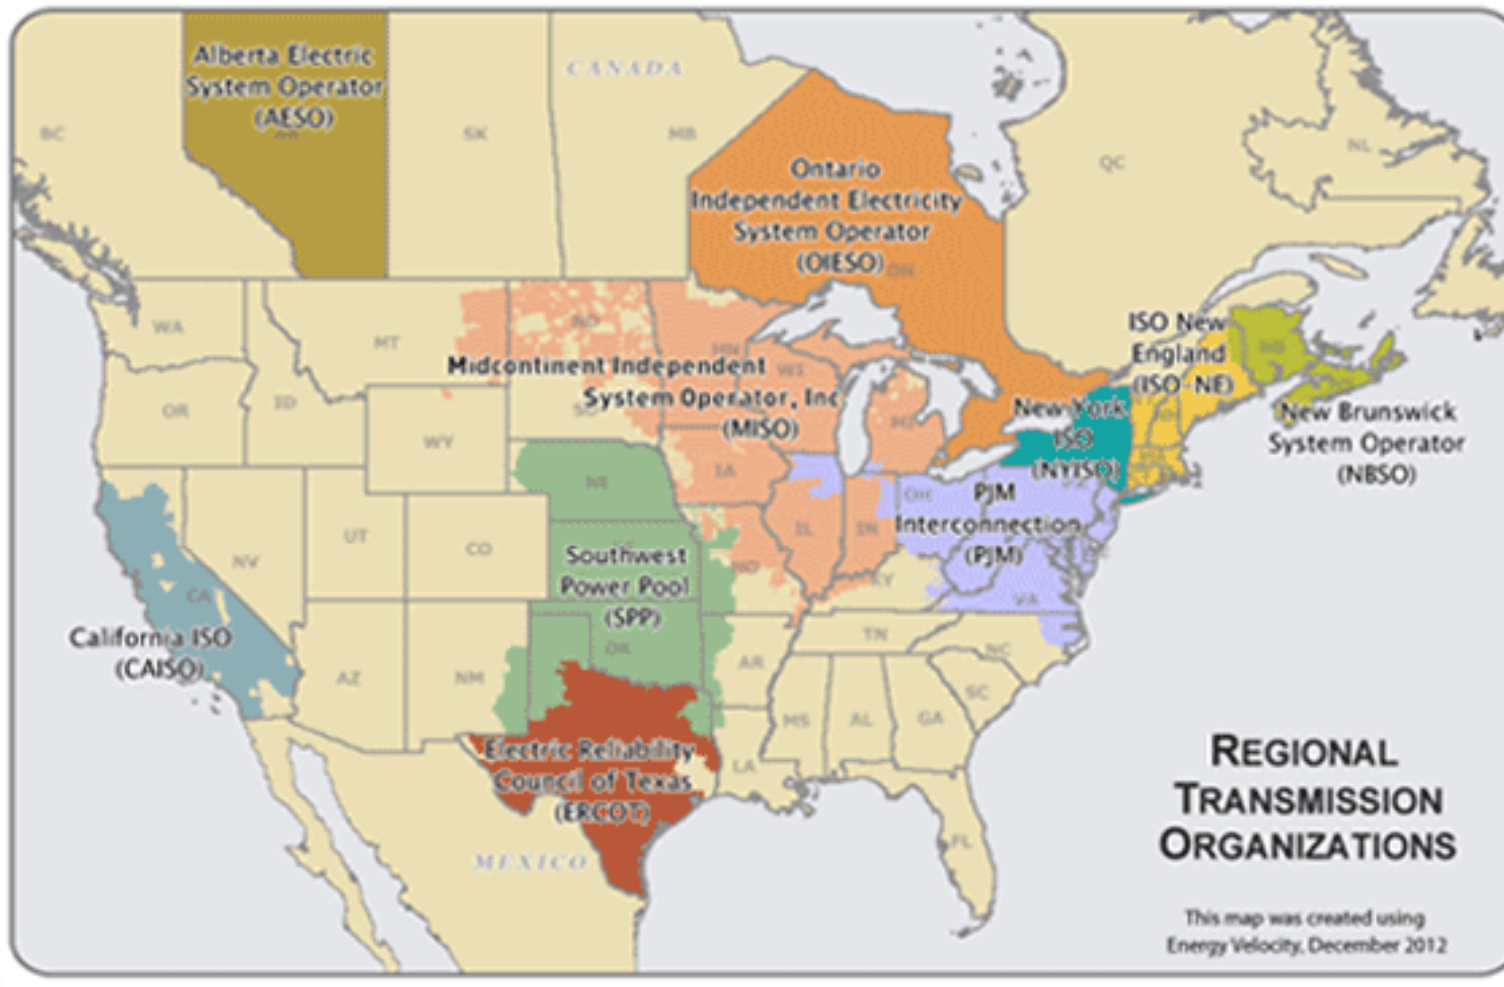 Alberta Electric
System Operator
(AESO)
CANADA
BC
SK
MB
Ontario
Independent Electricity
System Operator
(OIESO)
ON
QC
NL
WA
MT
ND
MN
WI
Midcontinent Independent
System Operator, Inc
(MISO)
ISO New
England
(ISO-NE)
NB
OR
ID
WY
SD
MI
New York
ISO
(NYISO)
New Brunswick
System Operator
(NBSO)
NE
IA
OH
PJM
Interconnection
(PJM)
NV
UT
CO
IL
IN
Southwest
Power Pool
(SPP)
MO
KY
VA
CA
California ISO
(CAISO)
AZ
NM
OK
AR
TN
NC
SC
MS
AL
GA
LA
Electric Reliability
Council of Texas
(ERCOT)
FL
MEXICO
REGIONAL
TRANSMISSION
ORGANIZATIONS
This map was created using
Energy Velocity, December 2012